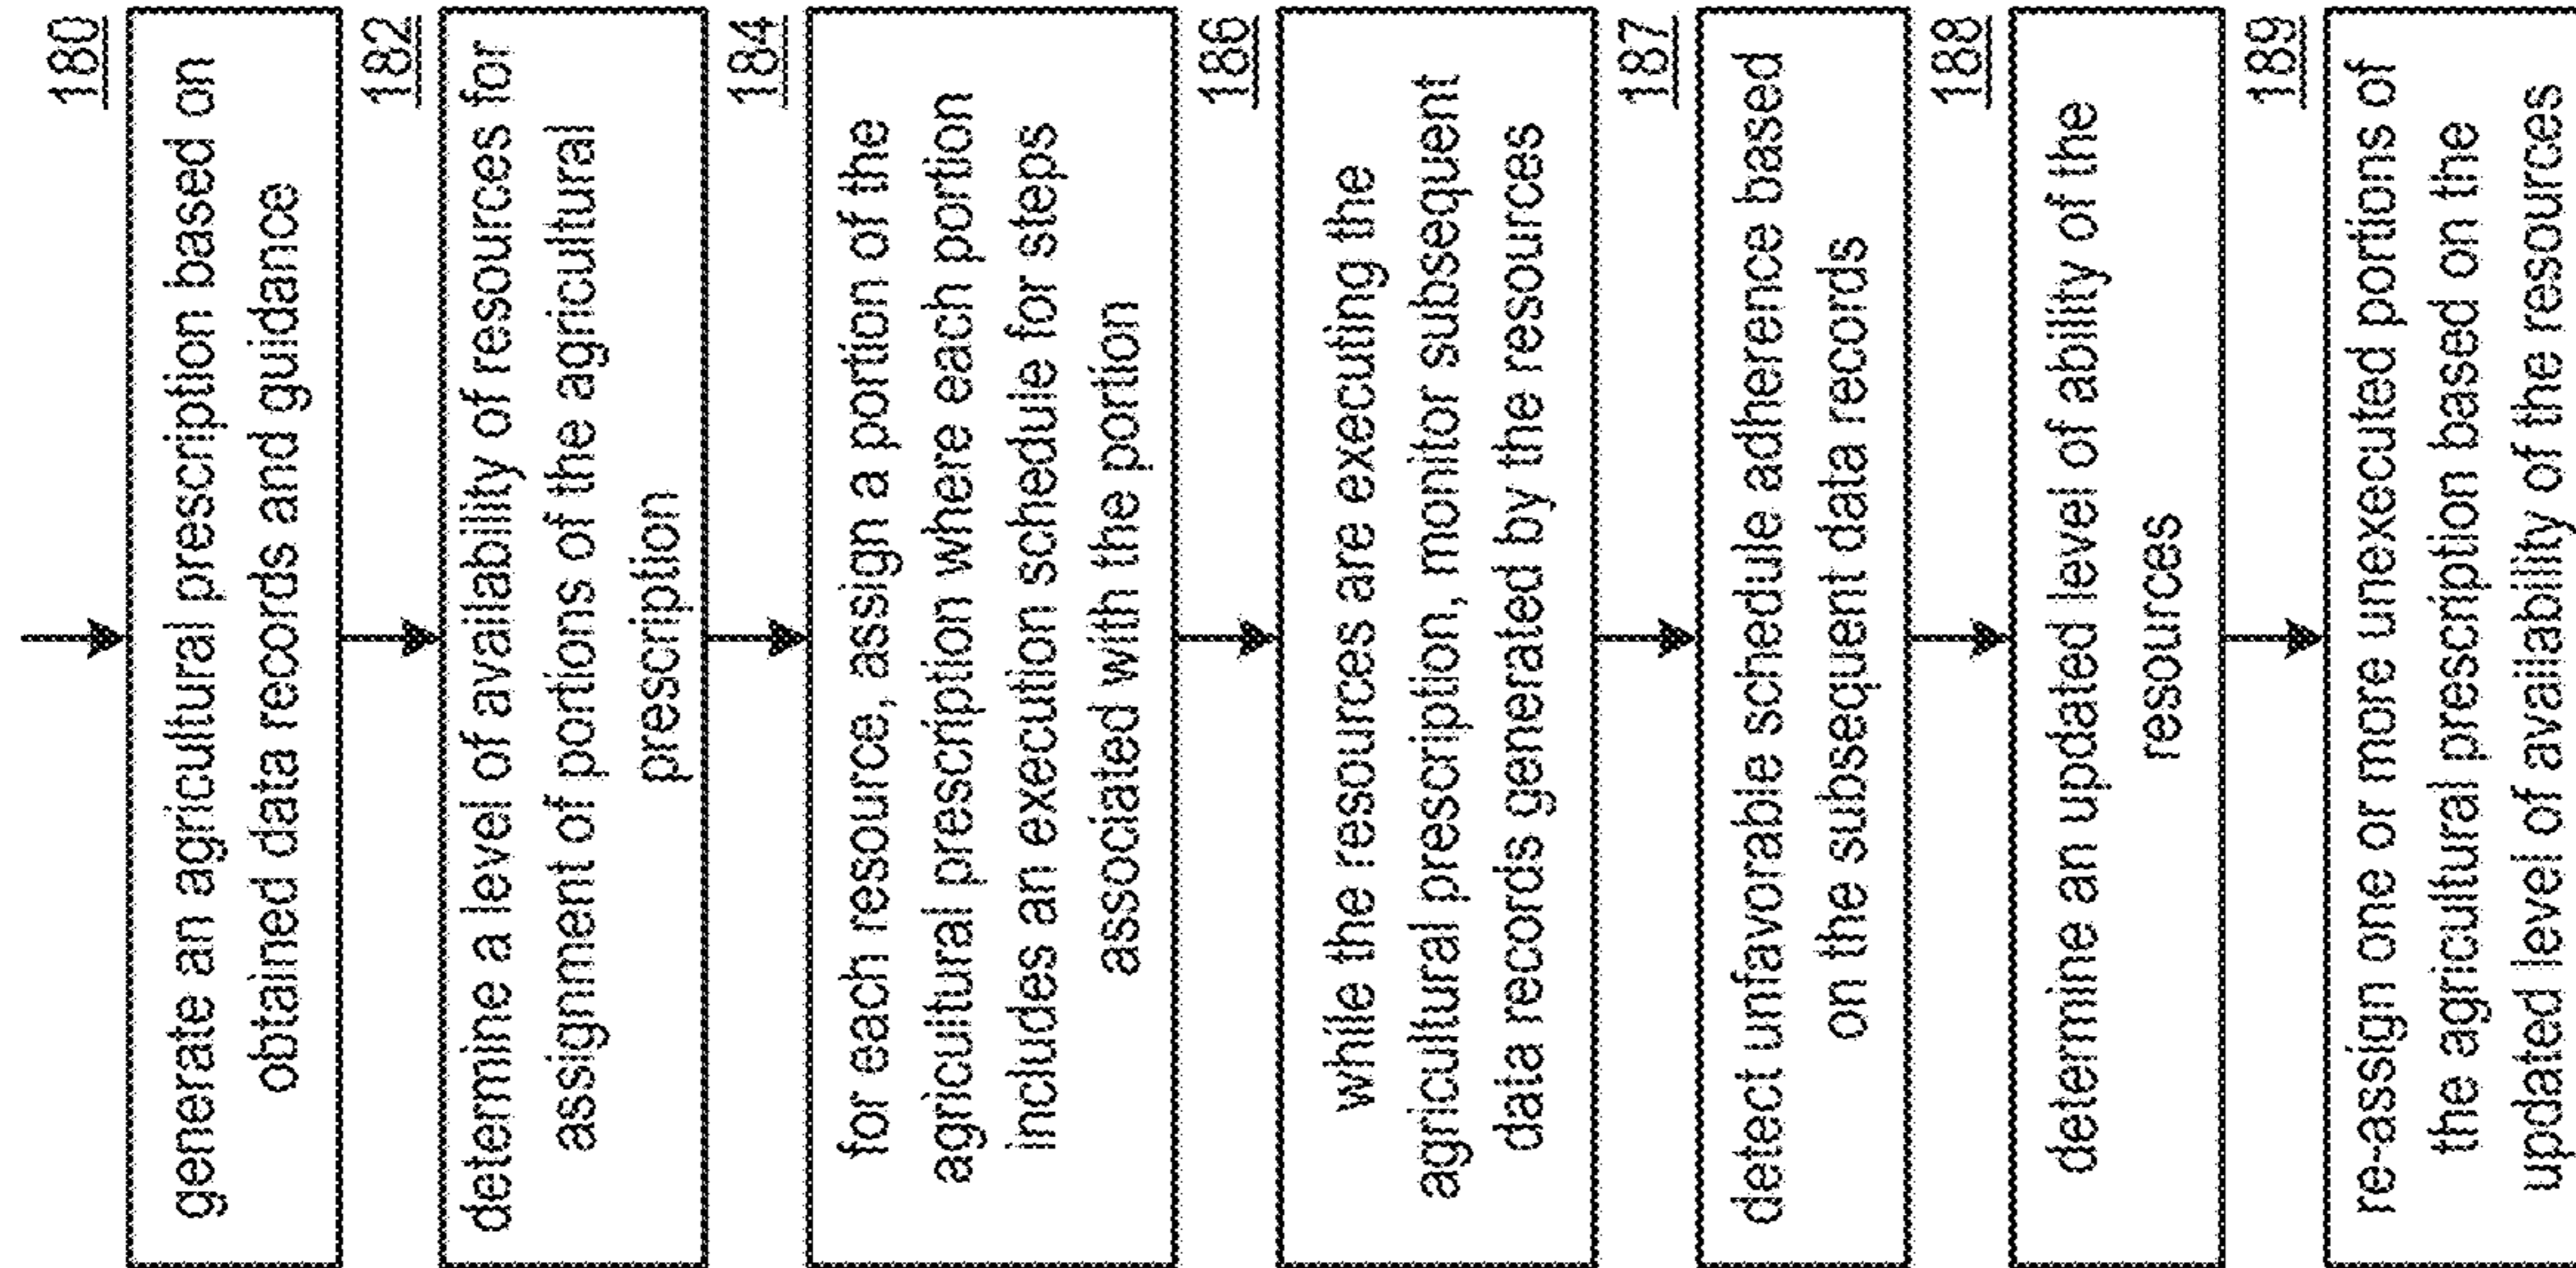 180
generate an agricultural prescription based on
obtained data records and guidance
182
determine a level of availability of resources for
assignment of portions of the agricultural
prescription
184
for each resource, assign a portion of the
agricultural prescription where each portion
includes an execution schedule for steps
associated with the portion
186
while the resources are executing the
agricultural prescription, monitor subsequent
data records generated by the resources
187
detect unfavorable schedule adherence based
on the subsequent data records
188
determine an updated level of ability of the
resources
189
re-assign one or more unexecuted portions of
the agricultural prescription based on the
updated level of availability of the resources